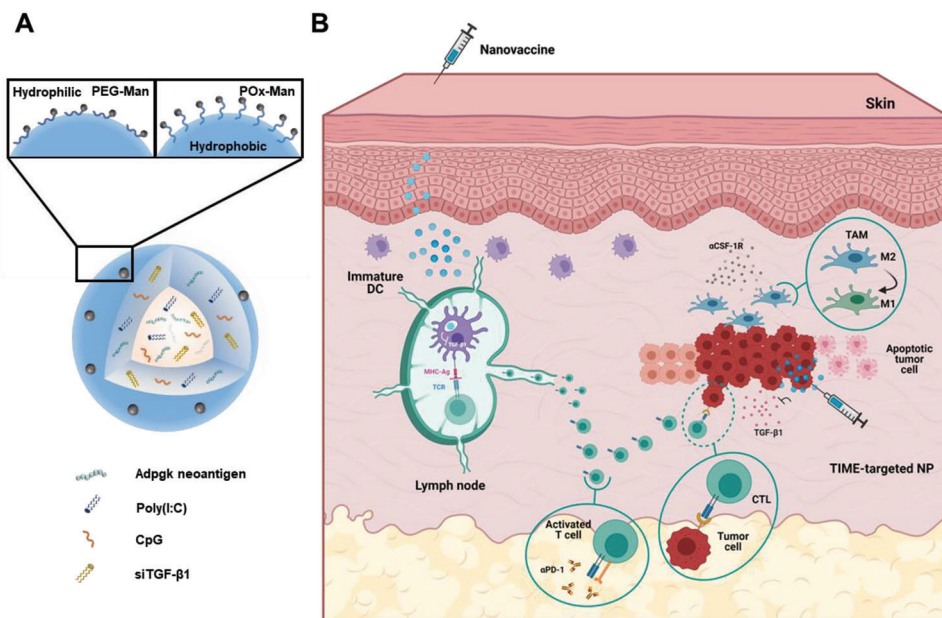 A
Hydrophilic PEG-Man
POx-Man
Hydrophobic
Adpgk neoantigen
Poly(I:C)
CpG
siTGF-β1
B
Nanovaccine
Skin
Immature
DC
αCSF-1R
TAM
M2
M1
TGF-β1
MHC-Ag
TCR
Lymph node
Apoptotic
tumor
cell
TGF-β1
TIME-targeted NP
Activated
T cell
αPD-1
CTL
Tumor
cell